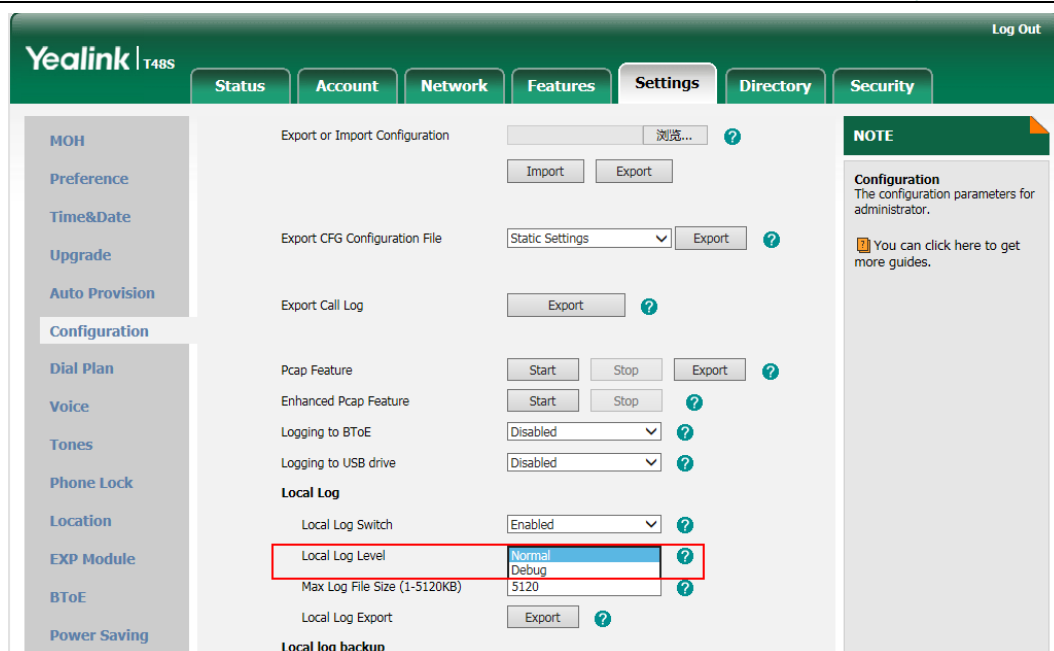 Log Out
Yealink | T48S
Status Account Network Features Settings Directory Security
MOH
Preference
Time&Date
Upgrade
Auto Provision
Configuration
Dial Plan
Voice
Tones
Phone Lock
Location
EXP Module
BToE
Power Saving
Export or Import Configuration 浏览... ?
Import Export
Export CFG Configuration File Static Settings Export ?
Export Call Log Export ?
Pcap Feature Start Stop Export ?
Enhanced Pcap Feature Start Stop ?
Logging to BToE Disabled ?
Logging to USB drive Disabled ?
Local Log
Local Log Switch Enabled ?
Local Log Level Normal ?
Debug
Max Log File Size (1-5120KB) 5120 ?
Local Log Export Export ?
Local log backup
NOTE
Configuration
The configuration parameters for
administrator.
? You can click here to get
more guides.